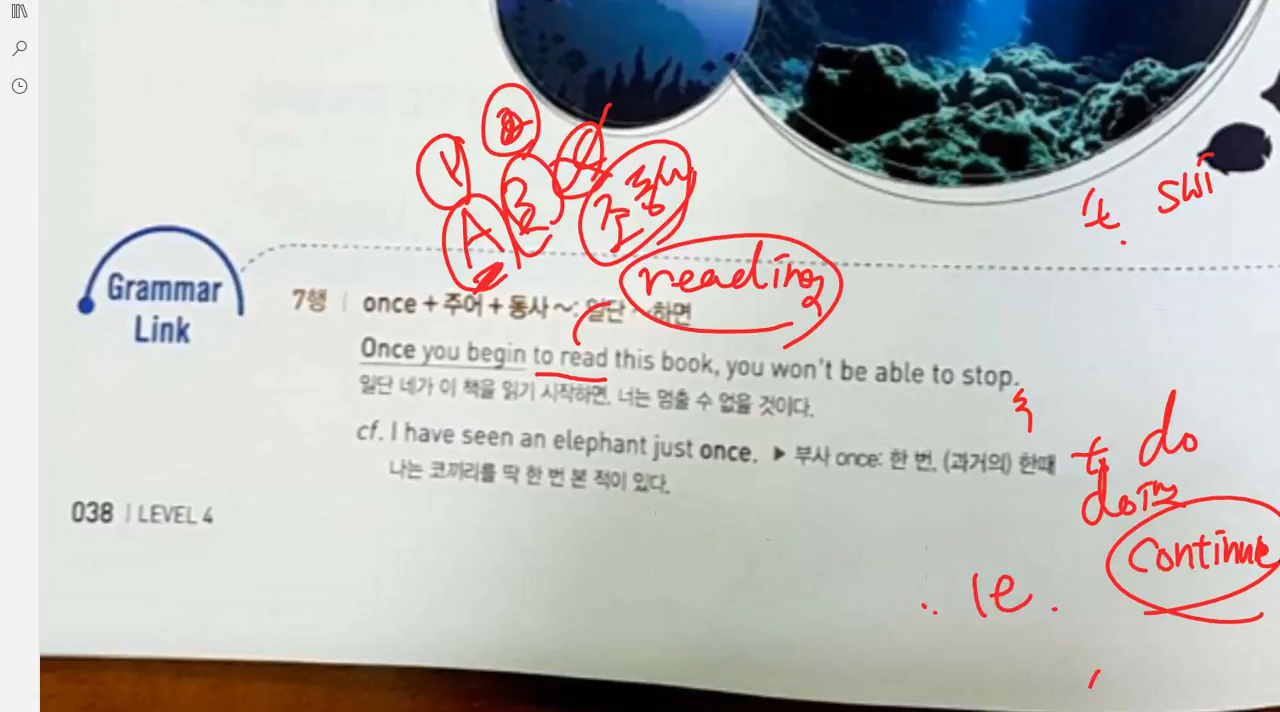 Grammar
Link
7행 | once + 주어 + 동사 ~: 일단 ~하면
Once you begin to read this book, you won't be able to stop.
일단 네가 이 책을 읽기 시작하면, 너는 멈출 수 없을 것이다.
cf. I have seen an elephant just once. ▶ 부사 once: 한 번, (과거의) 한때
나는 코끼리를 딱 한 번 본 적이 있다.
038 | LEVEL 4
A
reading
to do
doing
continue